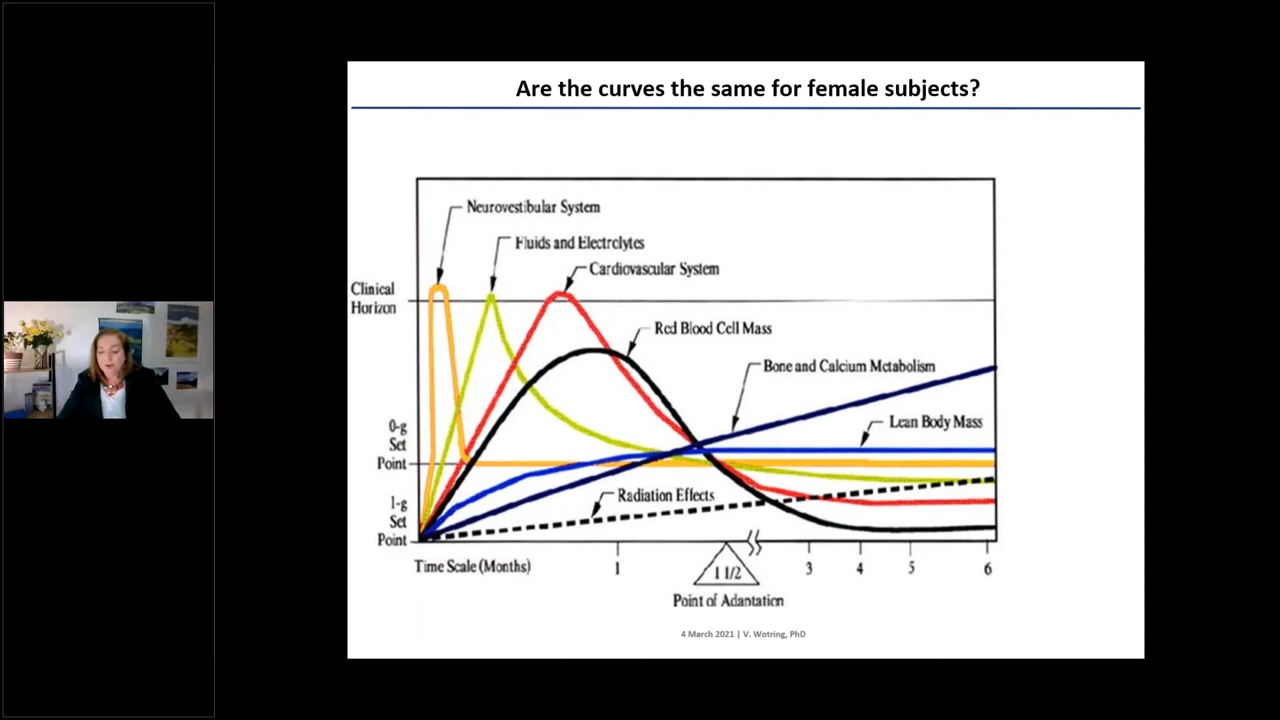 Are the curves the same for female subjects?
Neurovestibular System
Fluids and Electrolytes
Cardiovascular System
Clinical
Horizon
Red Blood Cell Mass
Bone and Calcium Metabolism
Lean Body Mass
0-g
Set
Point
Radiation Effects
1-g
Set
Point
Time Scale (Months)
1
1 1/2
3
4
5
6
Point of Adaptation
4 March 2021 | V. Wotring, PhD